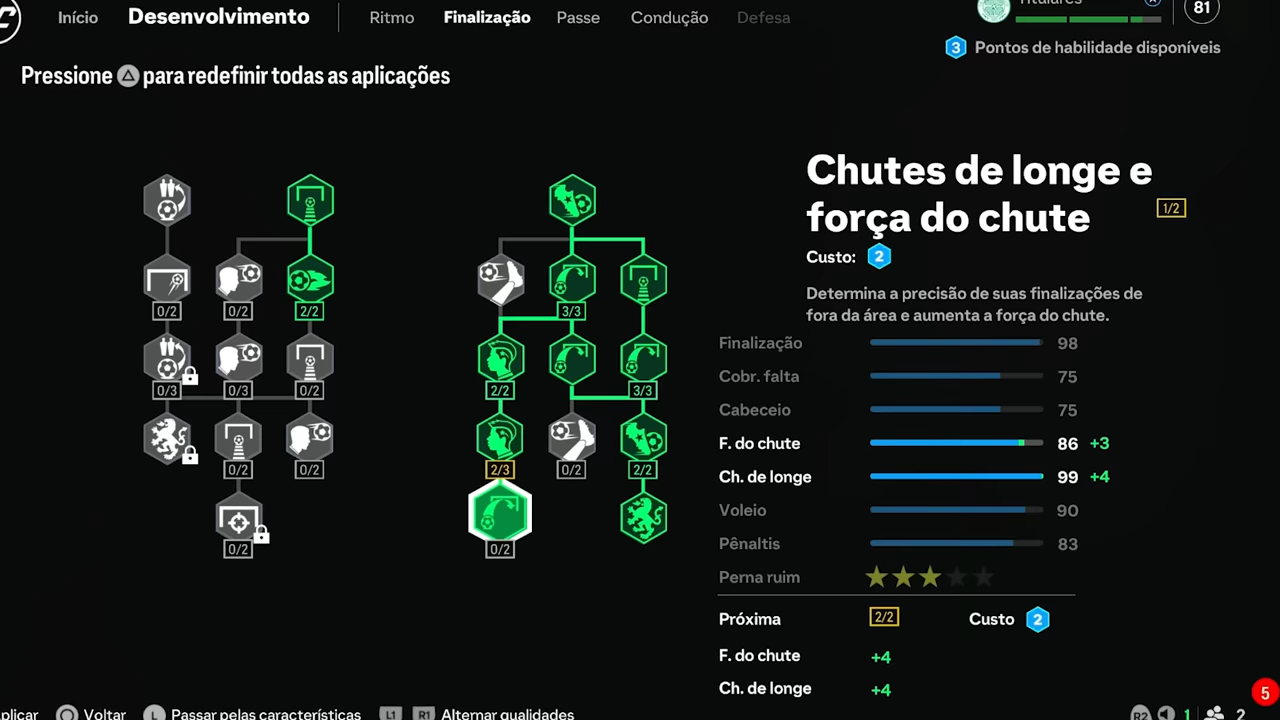 Início
Desenvolvimento
Ritmo
Finalização
Passe
Condução
Defesa
Titulares
81
3 Pontos de habilidade disponíveis
Pressione para redefinir todas as aplicações
Chutes de longe e
força do chute
1/2
Custo: 2
Determina a precisão de suas finalizações de
fora da área e aumenta a força do chute.
0/2 0/2 2/2 3/3
0/3 0/3 0/2 2/2 3/3
0/2 0/2 2/3 0/2 2/2
0/2 0/2
Finalização 98
Cobr. falta 75
Cabeceio 75
F. do chute 86 +3
Ch. de longe 99 +4
Voleio 90
Pênaltis 83
Perna ruim
Próxima 2/2 Custo 2
F. do chute +4
Ch. de longe +4
5
plicar Voltar L Passar pelas características L1 R1 Alternar qualidades
R2 1 2